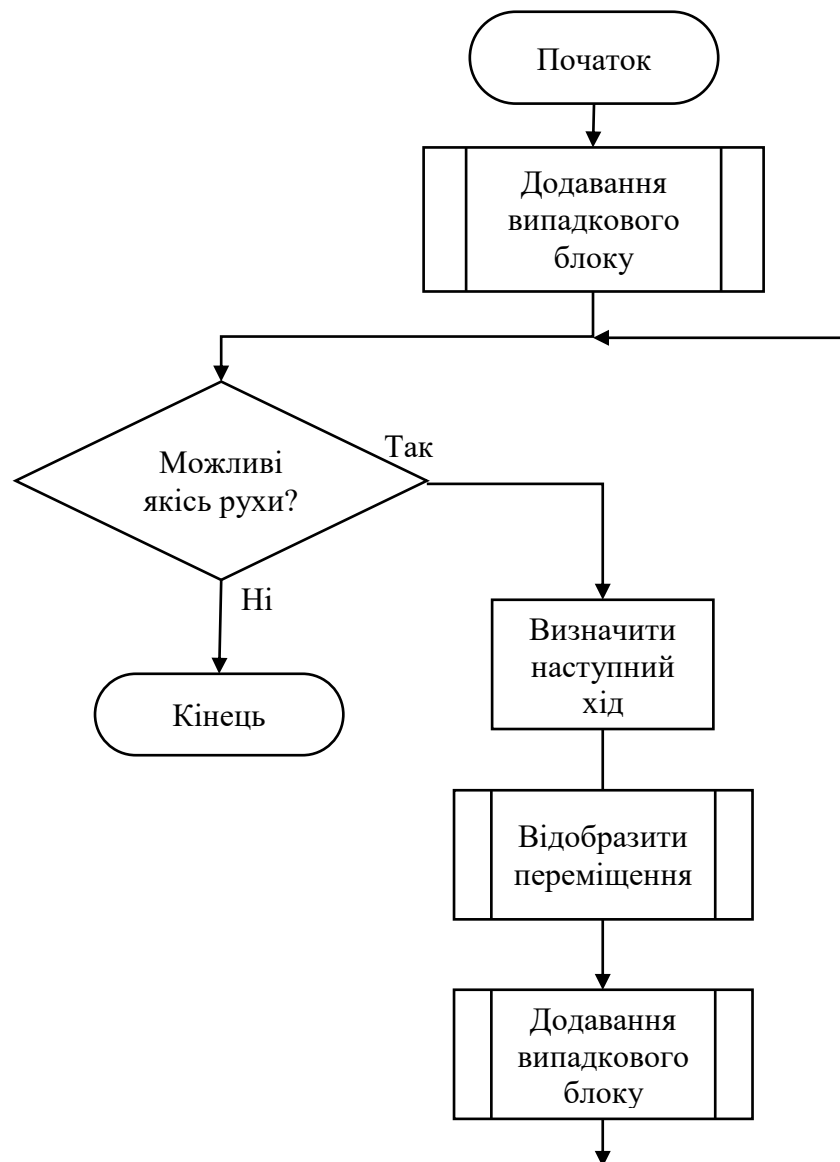 Початок
Додавання
випадкового
блоку
Так
Можливі
якісь рухи?
Ні
Визначити
наступний
хід
Кінець
Відобразити
переміщення
Додавання
випадкового
блоку